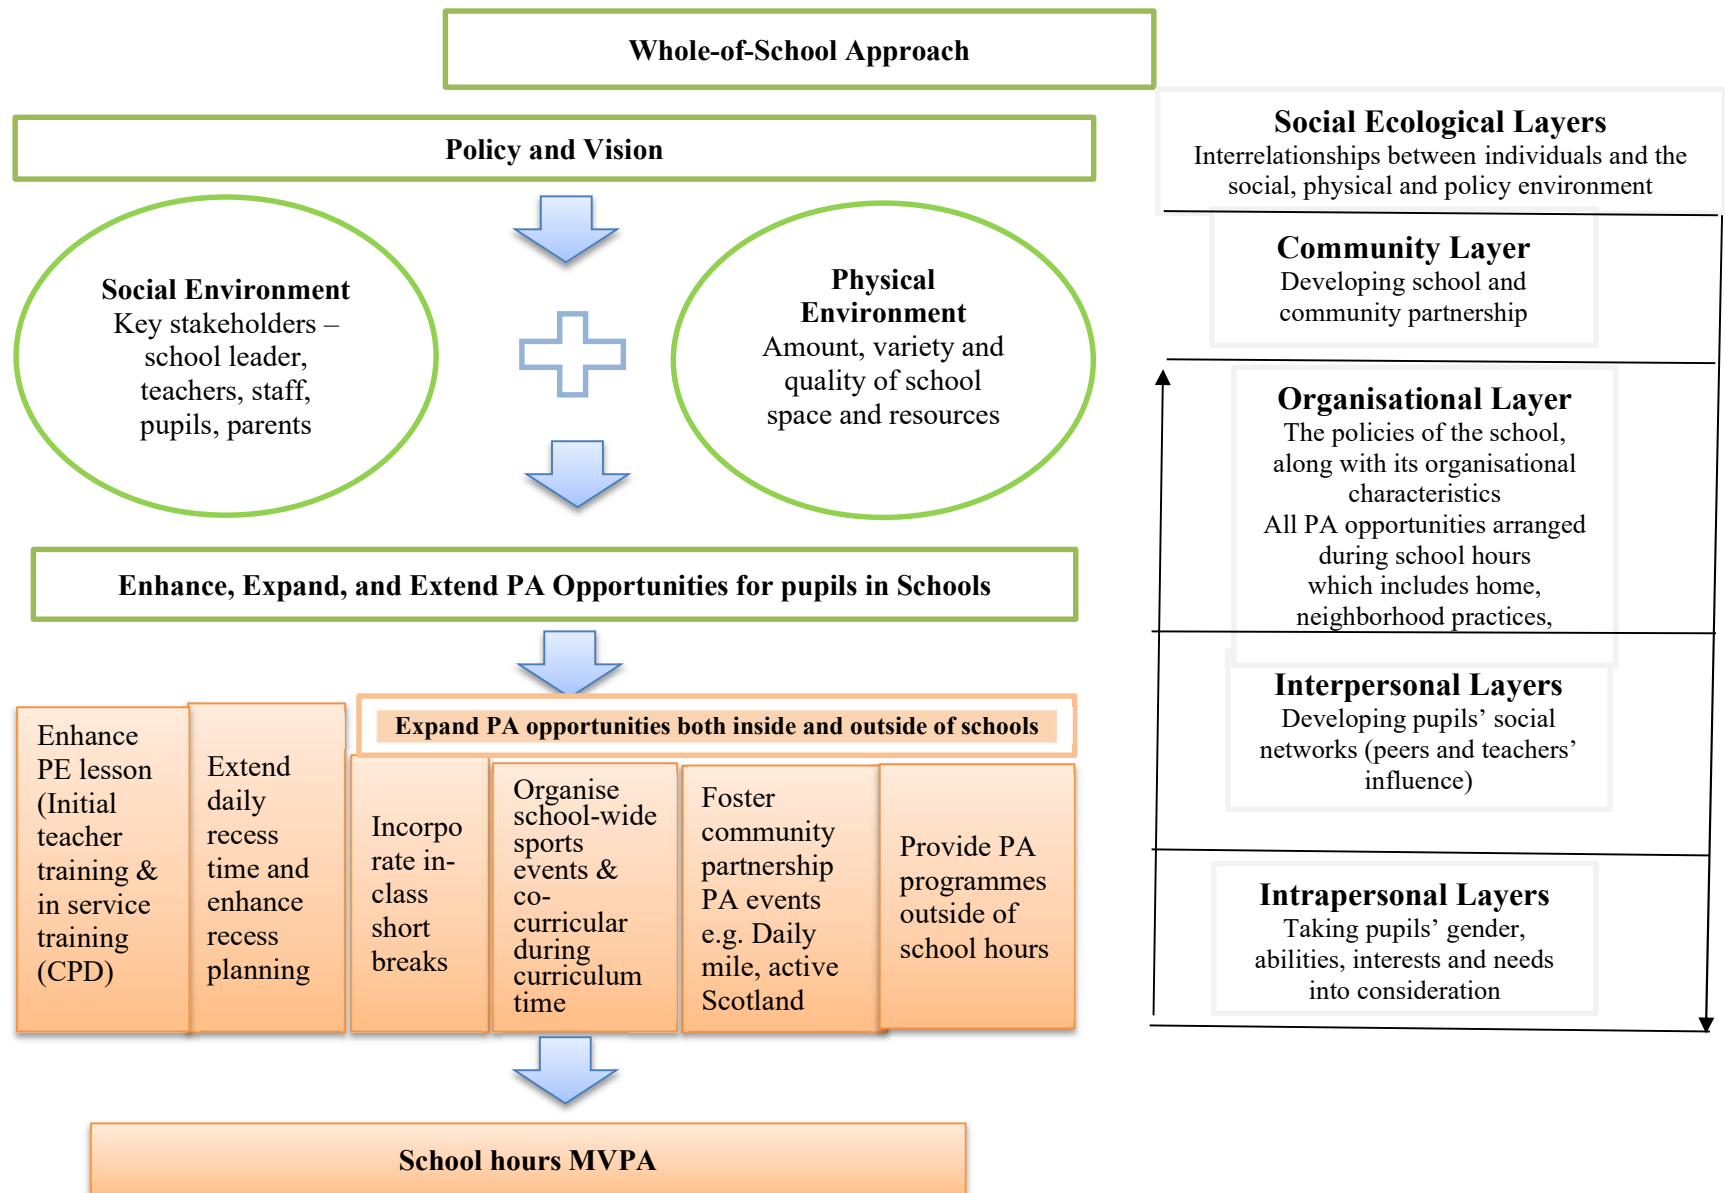 Whole-of-School Approach
Policy and Vision
Social Environment
Key stakeholders –
school leader,
teachers, staff,
pupils, parents
Physical
Environment
Amount, variety and
quality of school
space and resources
Enhance, Expand, and Extend PA Opportunities for pupils in Schools
Expand PA opportunities both inside and outside of schools
Enhance
PE lesson
(Initial
teacher
training &
in service
training
(CPD)
Extend
daily
recess
time and
enhance
recess
planning
Incorpo
rate in-
class
short
breaks
Organise
school-wide
sports
events &
co-
curricular
during
curriculum
time
Foster
community
partnership
PA events
e.g. Daily
mile, active
Scotland
Provide PA
programmes
outside of
school hours
School hours MVPA
Social Ecological Layers
Interrelationships between individuals and the
social, physical and policy environment
Community Layer
Developing school and
community partnership
Organisational Layer
The policies of the school,
along with its organisational
characteristics
All PA opportunities arranged
during school hours
which includes home,
neighborhood practices,
Interpersonal Layers
Developing pupils’ social
networks (peers and teachers’
influence)
Intrapersonal Layers
Taking pupils’ gender,
abilities, interests and needs
into consideration